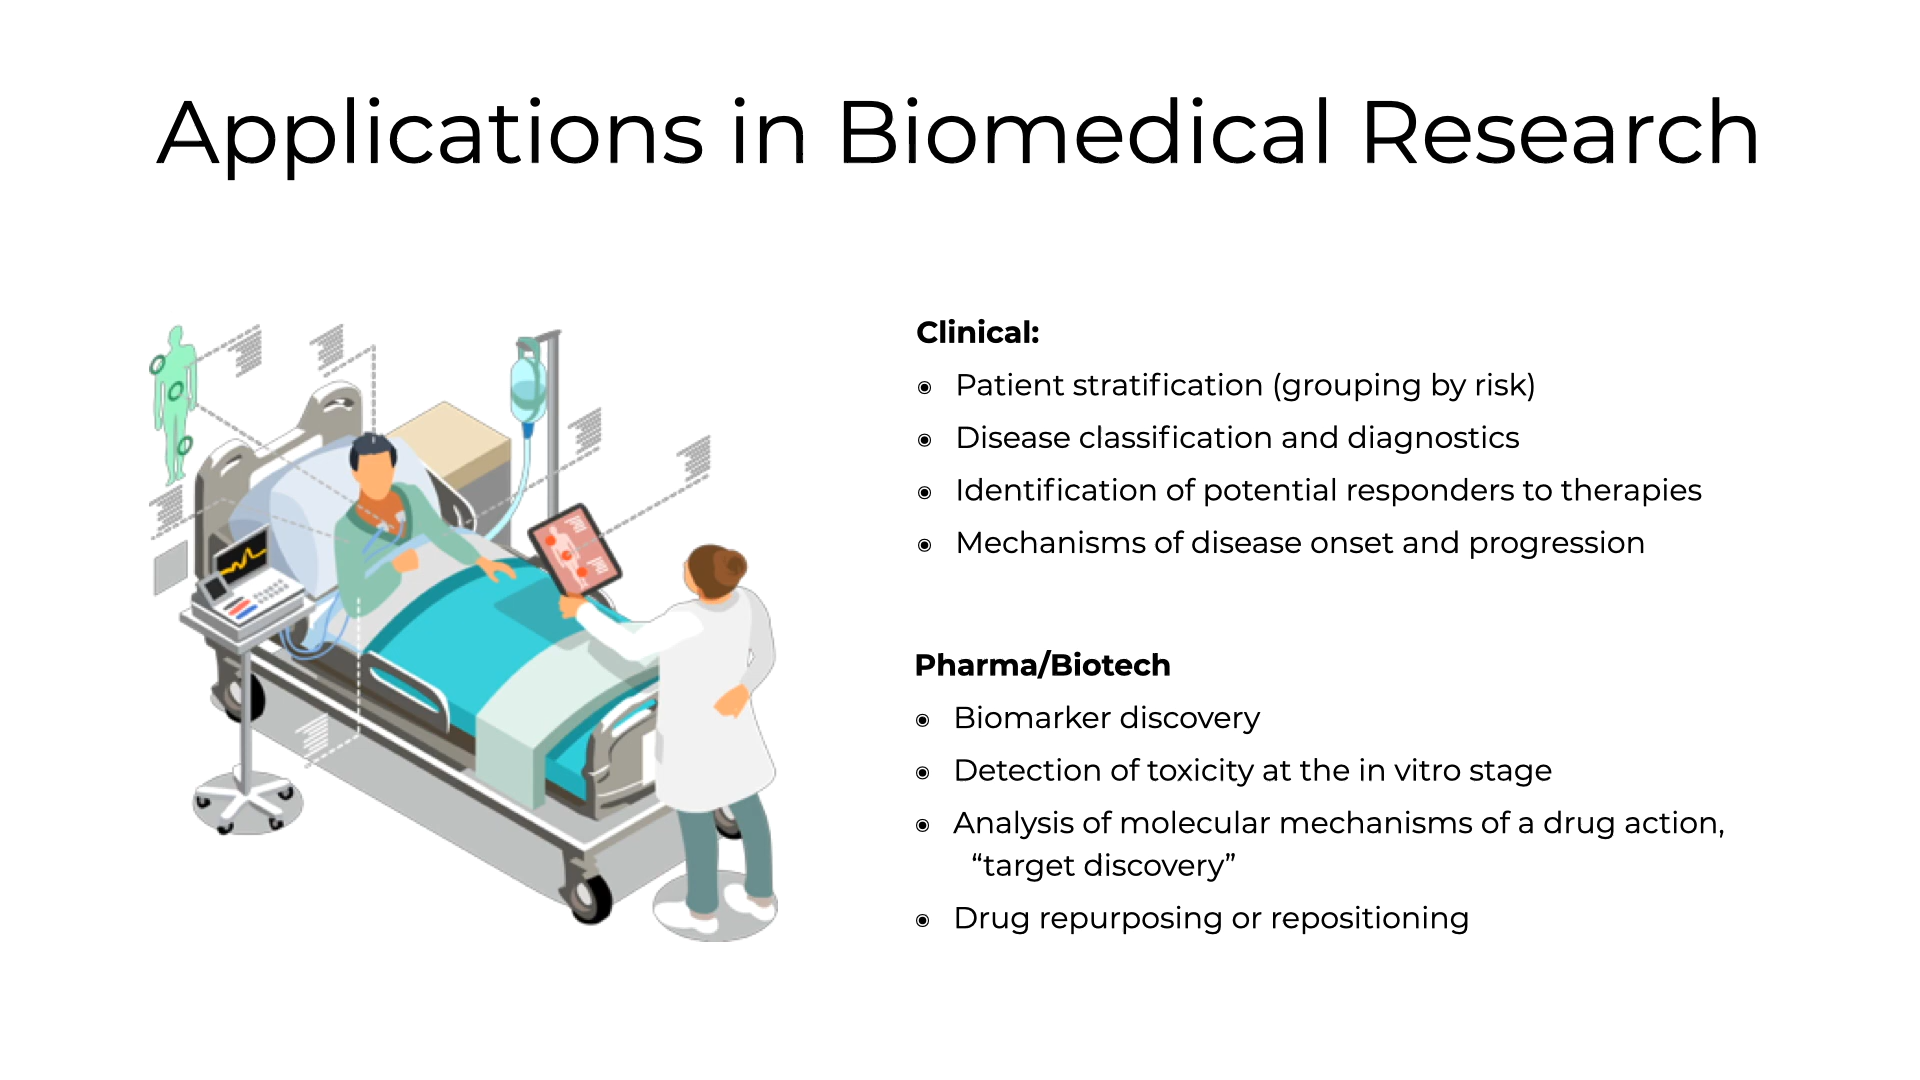 Applications in Biomedical Research
Clinical:
◉ Patient stratification (grouping by risk)
◉ Disease classification and diagnostics
◉ Identification of potential responders to therapies
◉ Mechanisms of disease onset and progression
Pharma/Biotech
◉ Biomarker discovery
◉ Detection of toxicity at the in vitro stage
◉ Analysis of molecular mechanisms of a drug action,
“target discovery”
◉ Drug repurposing or repositioning